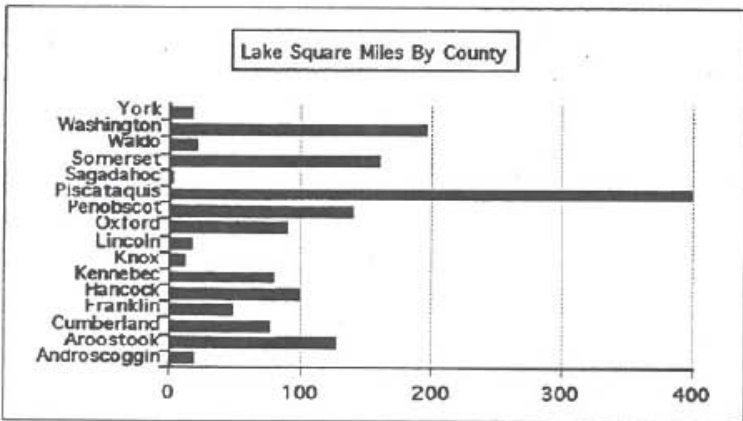 Lake Square Miles By County
York
Washington
Waldo
Somerset
Sagadahoc
Piscataquis
Penobscot
Oxford
Lincoln
Knox
Kennebec
Hancock
Franklin
Cumberland
Aroostook
Androscoggin
0 100 200 300 400